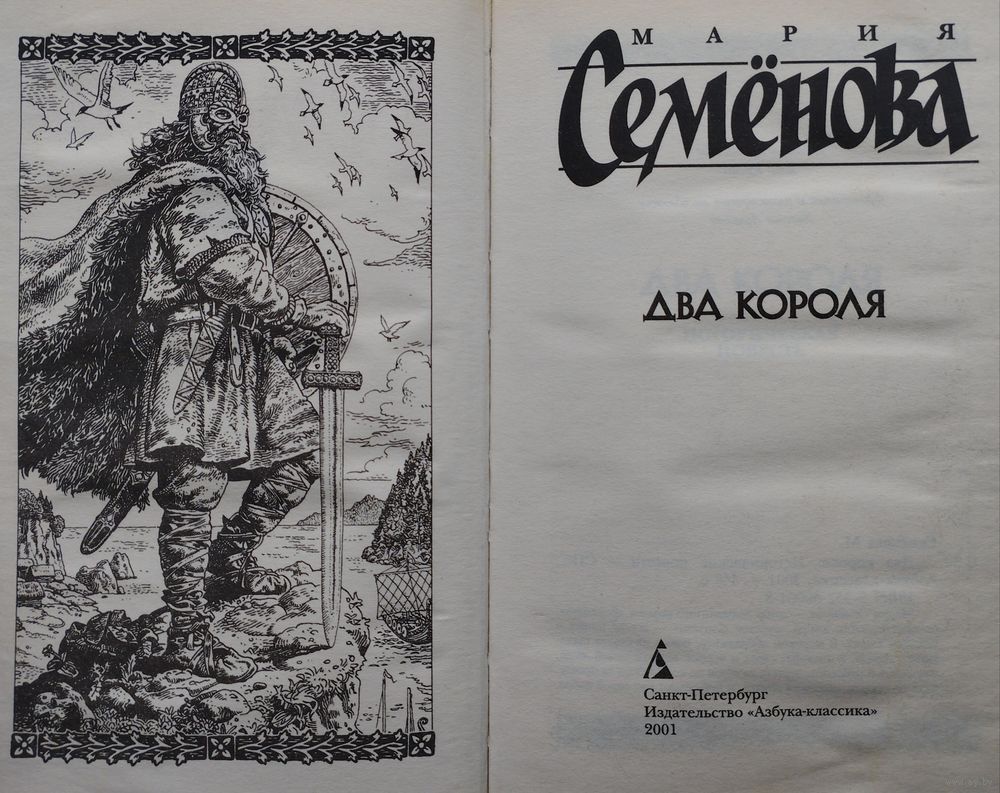 МАРИЯ
Семёнова
ДВА КОРОЛЯ
Санкт-Петербург
Издательство «Азбука-классика»
2001